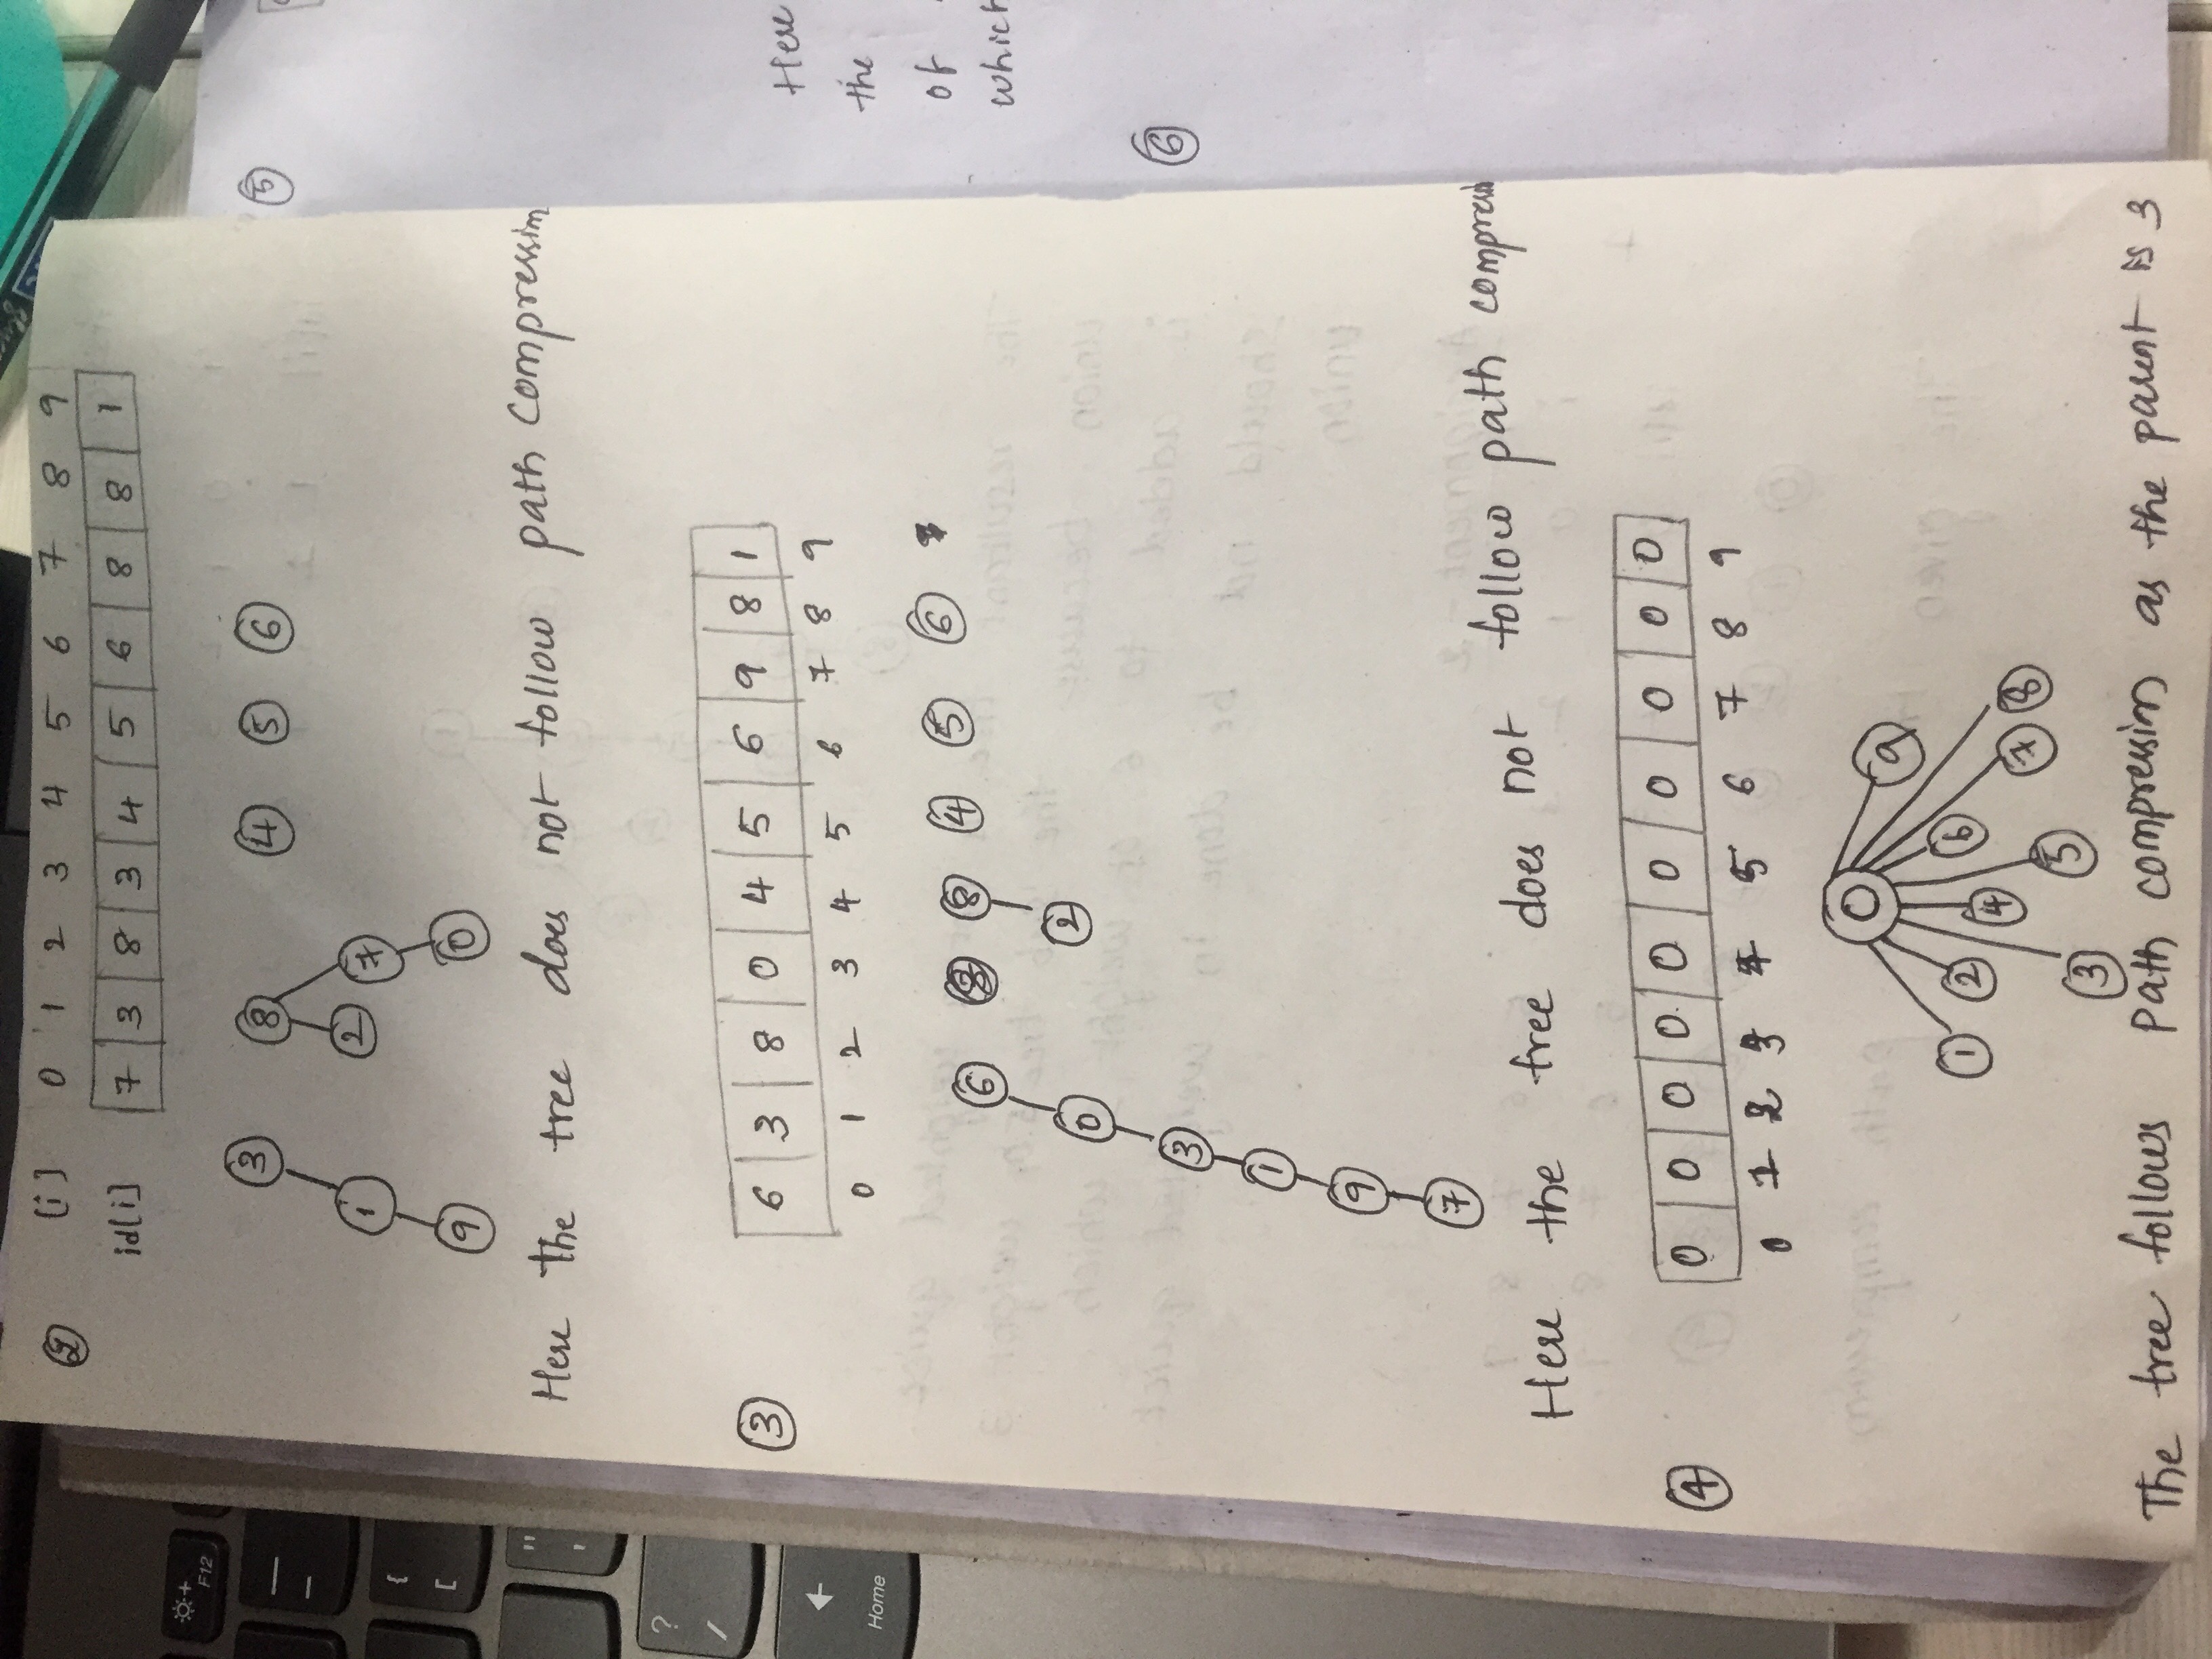 ② [i] 0 1 2 3 4 5 6 7 8 9
id[i] 7 3 8 3 4 5 6 8 8 1
3 8 4 5 6
1 2 7
9 0
Here the tree does not follow path compression
③ 6 3 8 0 4 5 6 9 8 1
0 1 2 3 4 5 6 7 8 9
6 8 4 5 6
0 2
3
1
9
7
Here the tree does not follow path
④ 0 0 0 0 0 0 0 0 0 0
0 1 2 3 4 5 6 7 8 9
0
9
1 2 4 6
7 8
3 5
The tree follows Path compression as the parent is 3
⑤
Here
the
of
which
⑥
F12
{
[
"
'
?
/
Home